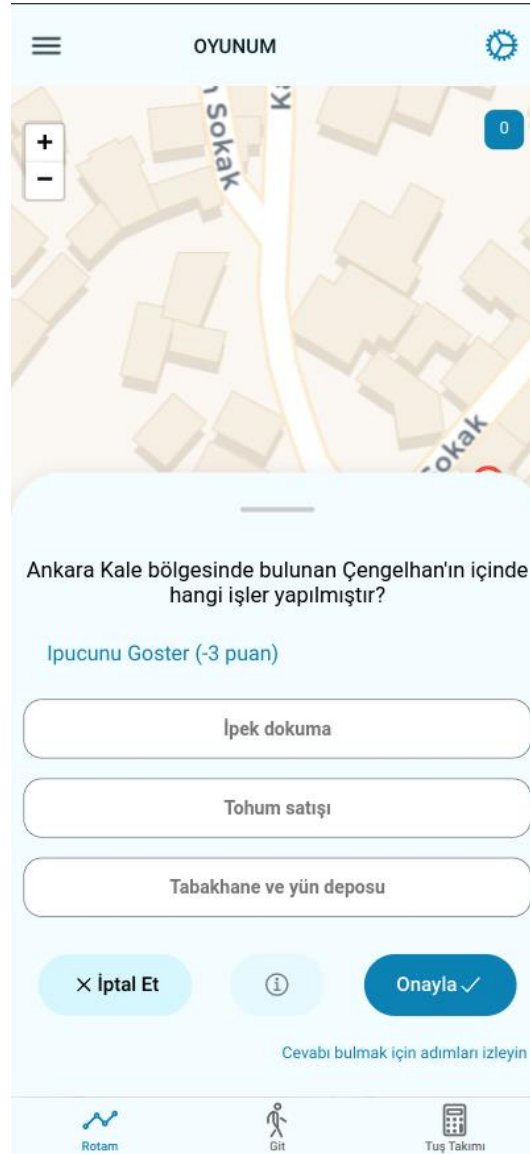 OYUNUM
+
−
0
Sokak
Ankara Kale bölgesinde bulunan Çengelhan'ın içinde
hangi işler yapılmıştır?
Ipucunu Goster (-3 puan)
İpek dokuma
Tohum satışı
Tabakhane ve yün deposu
× İptal Et
Onayla ✓
Cevabı bulmak için adımları izleyin
Rotam
Git
Tuş Takımı